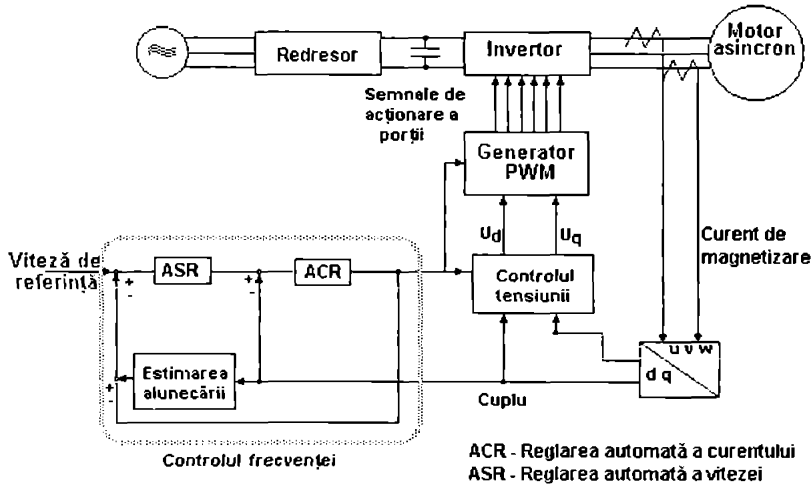 Redresor
Invertor
Motor
asincron
Semnale de
acționare a
porții
Generator
PWM
Ud
Uq
Curent de
magnetizare
Viteză de
referință
+
-
ASR
+
-
ACR
Controlul
tensiunii
u v w
d q
Estimarea
alunecării
+
-
Cuplu
Controlul frecvenței
ACR - Reglarea automată a curentului
ASR - Reglarea automată a vitezei